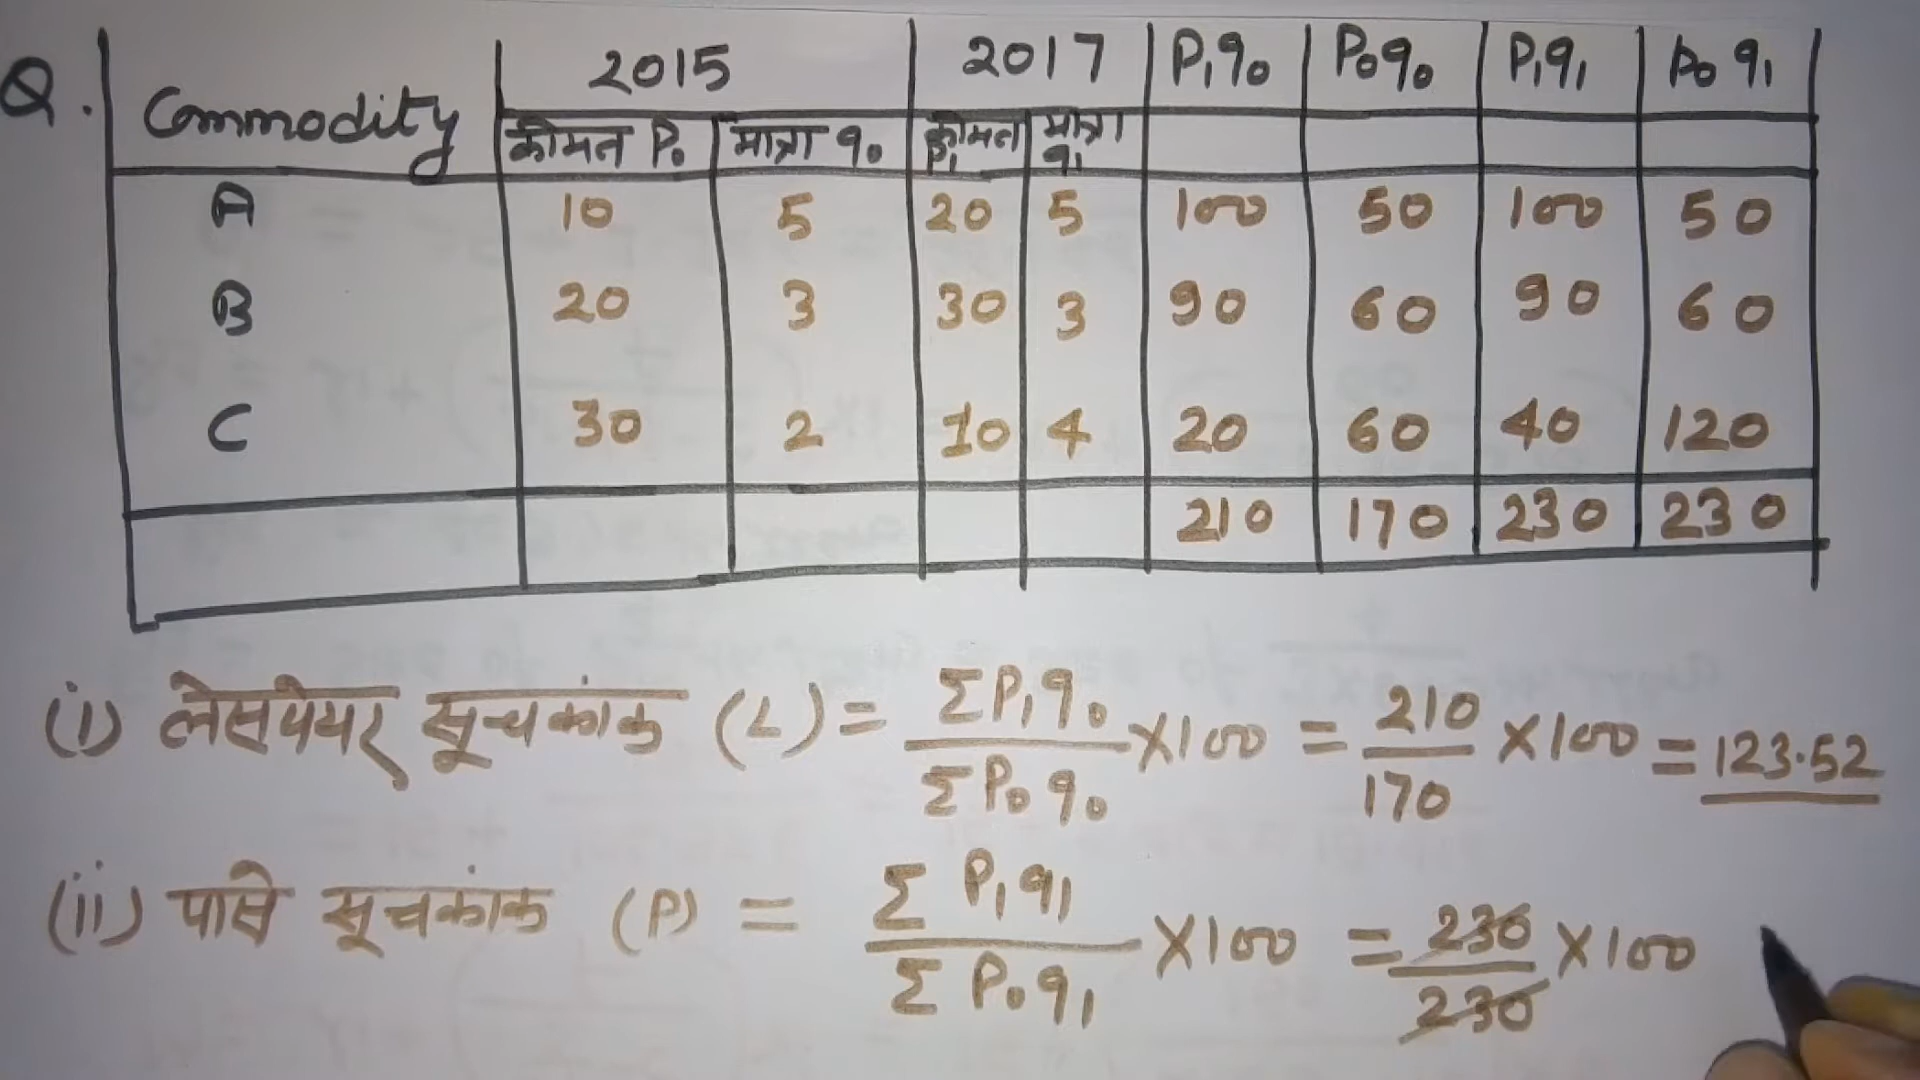 Q. Commodity 2015 2017 P₁q₀ P₀q₀ P₁q₁ P₀q₁
कीमत P₀ मात्रा q₀ कीमत P₁ मात्रा q₁
A 10 5 20 5 100 50 100 50
B 20 3 30 3 90 60 90 60
C 30 2 10 4 20 60 40 120
210 170 230 230
(i) लेसपेयर सूचकांक (L) = ΣP₁q₀ / ΣP₀q₀ × 100 = 210 / 170 × 100 = 123.52
(ii) पासे सूचकांक (P) = ΣP₁q₁ / ΣP₀q₁ × 100 = 230 / 230 × 100